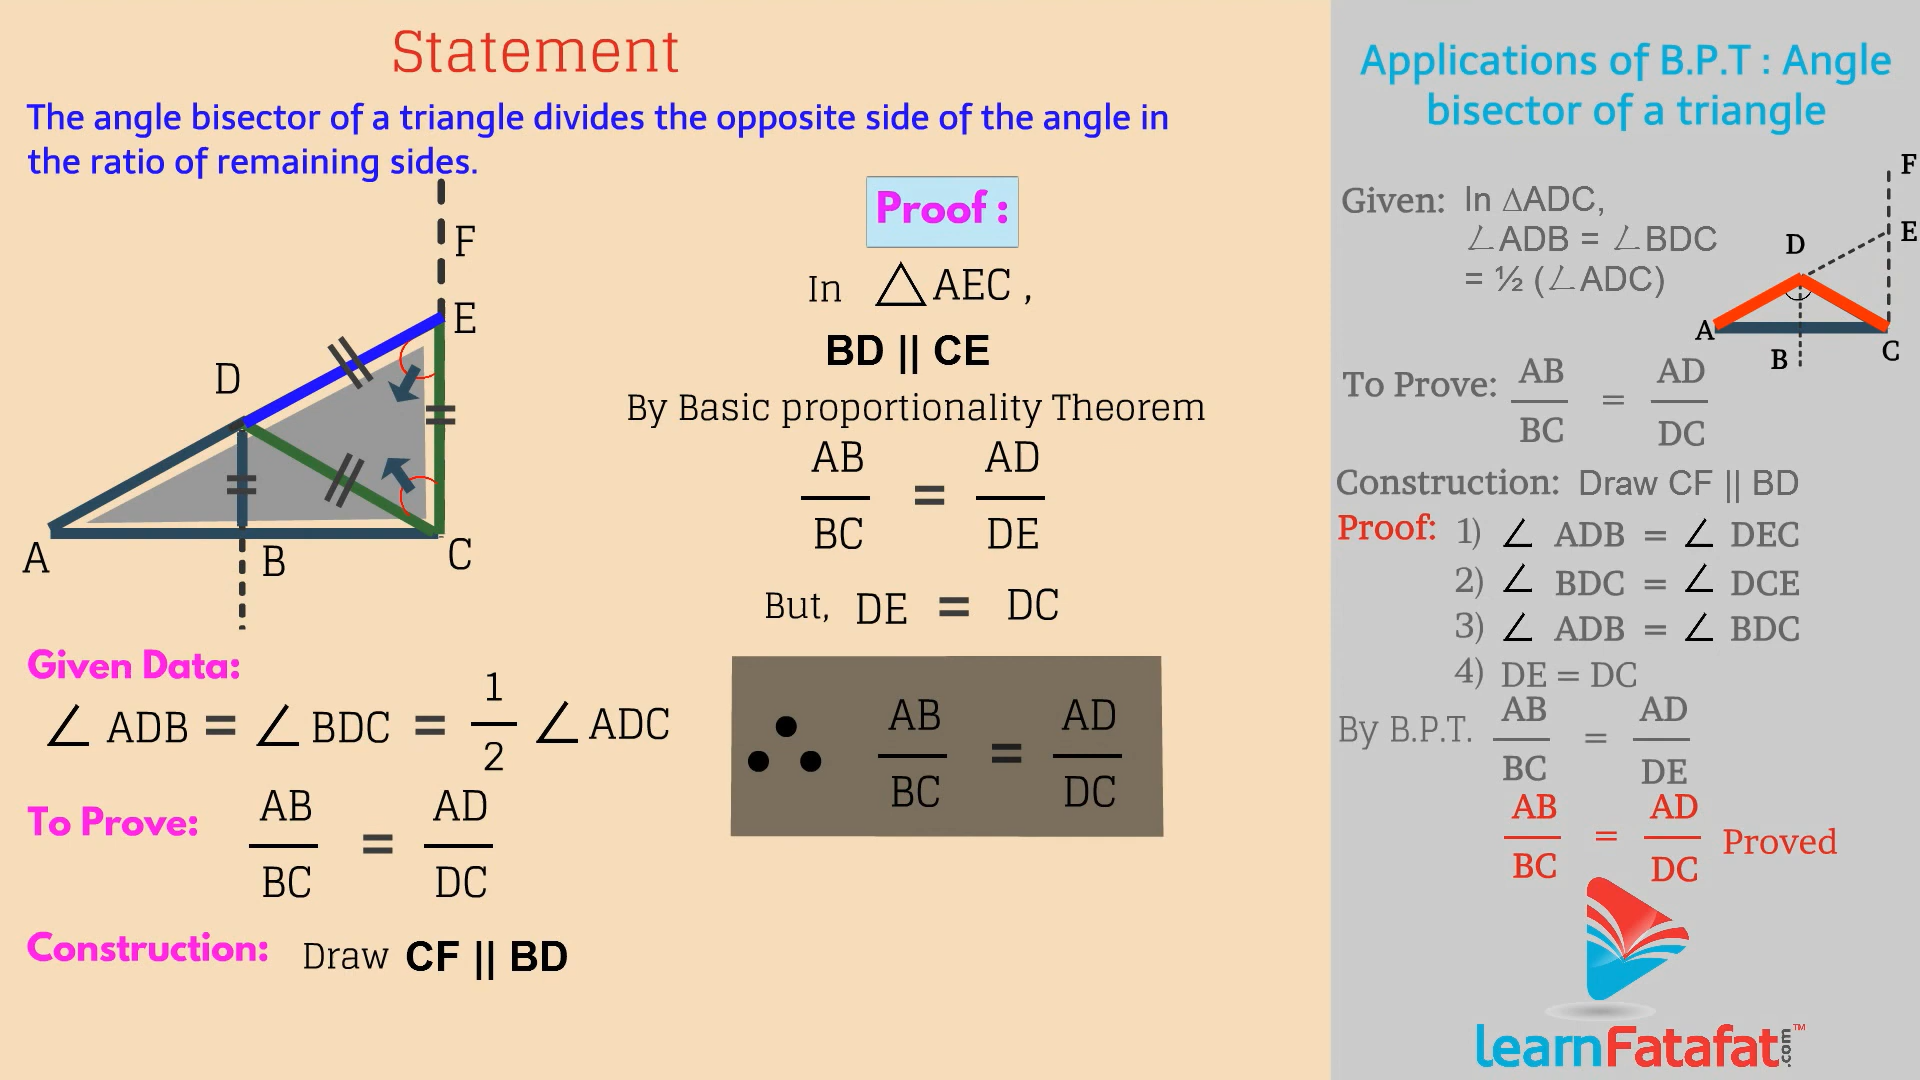 Statement
The angle bisector of a triangle divides the opposite side of the angle in
the ratio of remaining sides.
F
E
D
A
B
C
Given Data:
∠ ADB = ∠ BDC = 1/2 ∠ ADC
To Prove: AB/BC = AD/DC
Construction: Draw CF || BD
Proof :
In △ AEC ,
BD || CE
By Basic proportionality Theorem
AB/BC = AD/DE
But, DE = DC
∴ AB/BC = AD/DC
Applications of B.P.T : Angle
bisector of a triangle
Given: In ΔADC,
∠ADB = ∠BDC
= ½ (∠ADC)
F
E
D
A
B
C
To Prove: AB/BC = AD/DC
Construction: Draw CF || BD
Proof: 1) ∠ ADB = ∠ DEC
2) ∠ BDC = ∠ DCE
3) ∠ ADB = ∠ BDC
4) DE = DC
By B.P.T. AB/BC = AD/DE
AB/BC = AD/DC Proved
learnFatafat.com™